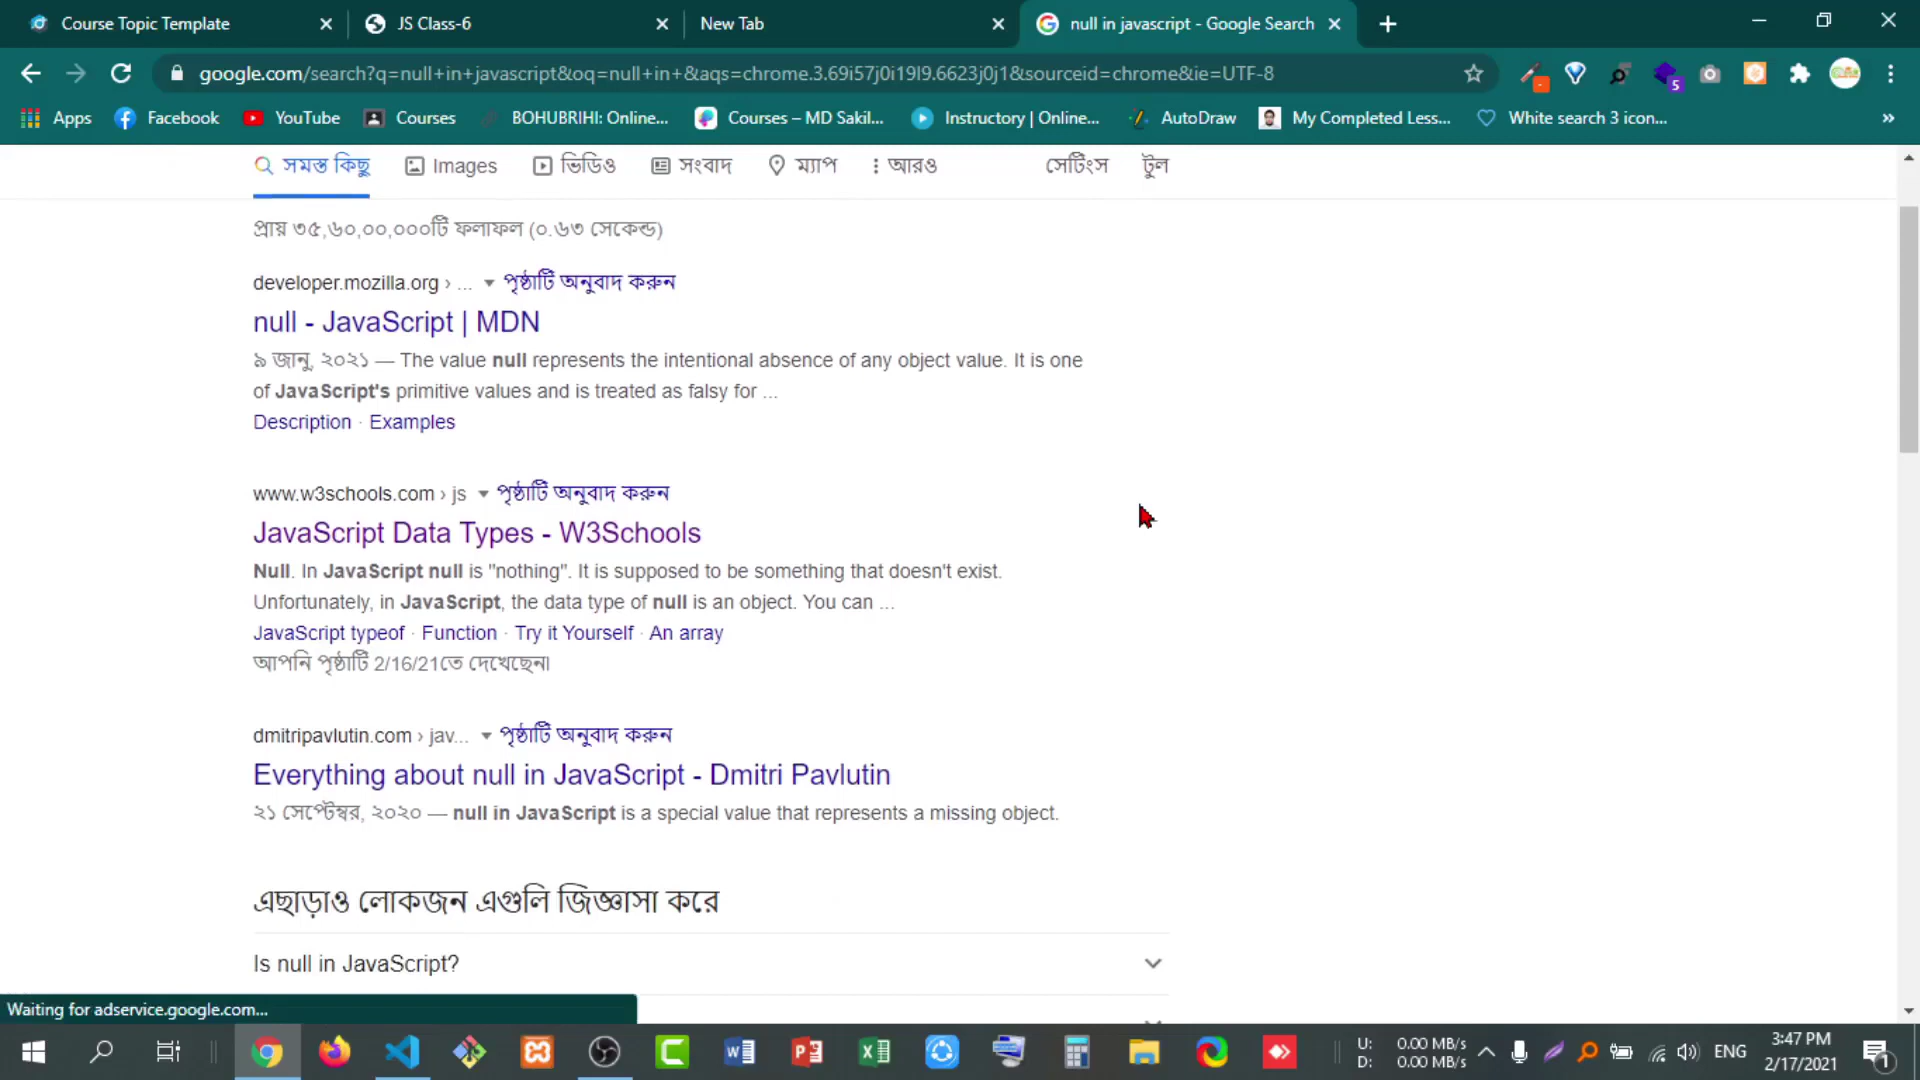 Course Topic Template
JS Class-6
New Tab
null in javascript - Google Search
google.com/search?q=null+in+javascript&oq=null+in+&aqs=chrome.3.69i57j0i19l9.6623j0j1&sourceid=chrome&ie=UTF-8
5
Apps
Facebook
YouTube
Courses
BOHUBRIHI: Online...
Courses – MD Sakil...
Instructory | Online...
AutoDraw
My Completed Less...
White search 3 icon...
»
সমস্ত কিছু
Images
ভিডিও
সংবাদ
ম্যাপ
আরও
সেটিংস
টুল
প্রায় ৩৫,৬০,০০,০০০টি ফলাফল (০.৬৩ সেকেন্ড)
developer.mozilla.org › ... পৃষ্ঠাটি অনুবাদ করুন
null - JavaScript | MDN
৯ জানু, ২০২১ — The value null represents the intentional absence of any object value. It is one
of JavaScript's primitive values and is treated as falsy for ...
Description · Examples
www.w3schools.com › js পৃষ্ঠাটি অনুবাদ করুন
JavaScript Data Types - W3Schools
Null. In JavaScript null is "nothing". It is supposed to be something that doesn't exist.
Unfortunately, in JavaScript, the data type of null is an object. You can ...
JavaScript typeof · Function · Try it Yourself · An array
আপনি পৃষ্ঠাটি 2/16/21তে দেখেছেন।
dmitripavlutin.com › jav... পৃষ্ঠাটি অনুবাদ করুন
Everything about null in JavaScript - Dmitri Pavlutin
২১ সেপ্টেম্বর, ২০২০ — null in JavaScript is a special value that represents a missing object.
এছাড়াও লোকজন এগুলি জিজ্ঞাসা করে
Is null in JavaScript?
Waiting for adservice.google.com...
U: 0.00 MB/s
D: 0.00 MB/s
ENG
3:47 PM
2/17/2021
1